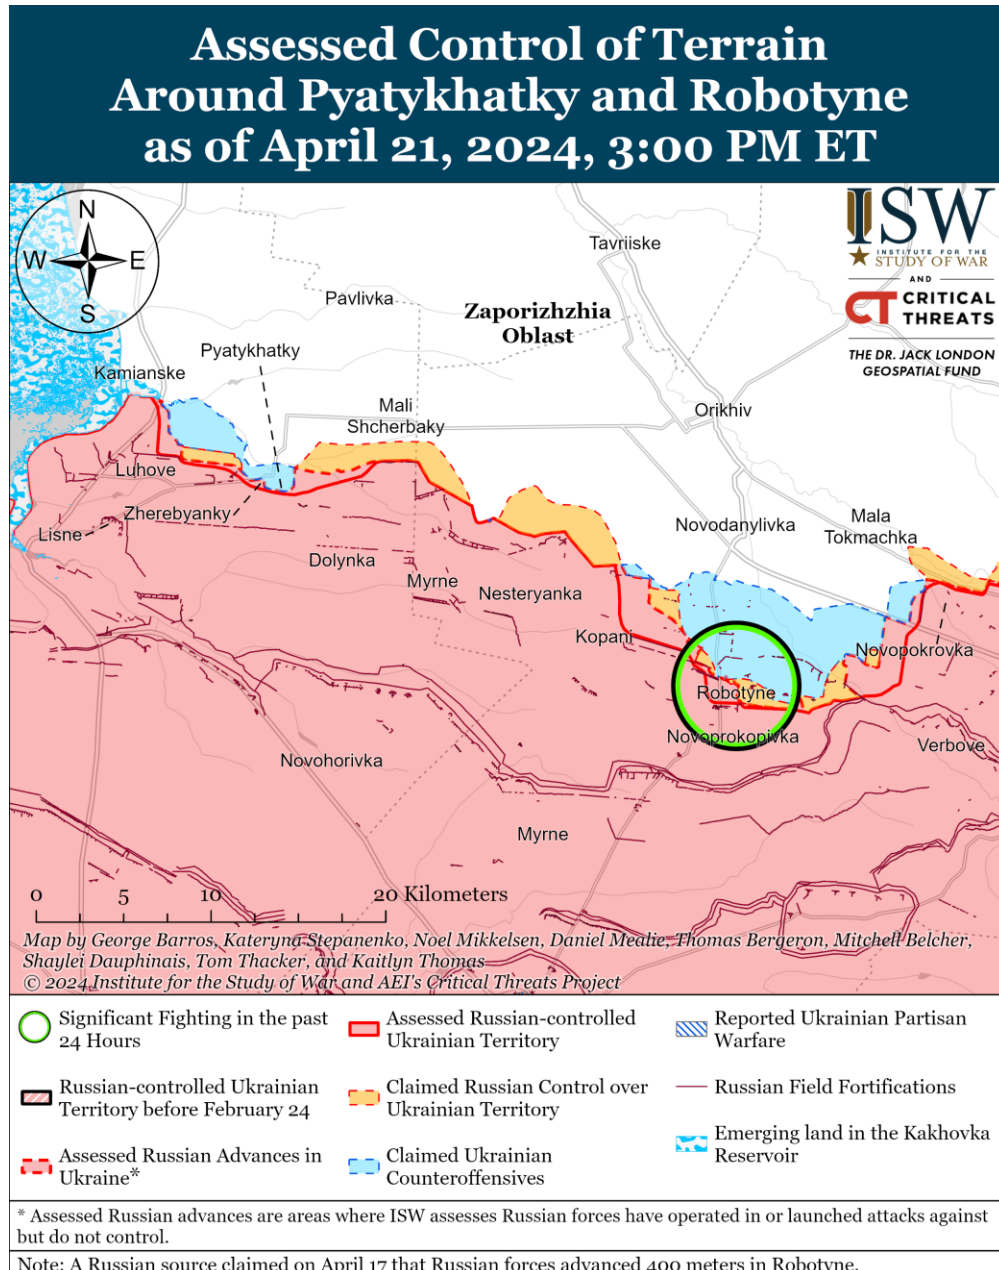 Assessed Control of Terrain
Around Pyatykhatky and Robotyne
as of April 21, 2024, 3:00 PM ET
N
W
E
S
ISW
INSTITUTE FOR THE
STUDY OF WAR
AND
CT CRITICAL
THREATS
THE DR. JACK LONDON
GEOSPATIAL FUND
Tavriiske
Pavlivka
Zaporizhzhia
Oblast
Pyatykhatky
Kamianske
Mali
Shcherbaky
Orikhiv
Luhove
Zherebyanky
Lisne
Novodanylivka
Mala
Tokmachka
Dolynka
Myrne
Nesteryanka
Kopani
Novopokrovka
Robotyne
Novoprokopivka
Verbove
Novohorivka
Myrne
0 5 10 20 Kilometers
Map by George Barros, Kateryna Stepanenko, Noel Mikkelsen, Daniel Mealie, Thomas Bergeron, Mitchell Belcher,
Shaylei Dauphinais, Tom Thacker, and Kaitlyn Thomas
© 2024 Institute for the Study of War and AEI's Critical Threats Project
Significant Fighting in the past
24 Hours
Russian-controlled Ukrainian
Territory before February 24
Assessed Russian Advances in
Ukraine*
Assessed Russian-controlled
Ukrainian Territory
Claimed Russian Control over
Ukrainian Territory
Claimed Ukrainian
Counteroffensives
Reported Ukrainian Partisan
Warfare
Russian Field Fortifications
Emerging land in the Kakhovka
Reservoir
* Assessed Russian advances are areas where ISW assesses Russian forces have operated in or launched attacks against
but do not control.
Note: A Russian source claimed on April 17 that Russian forces advanced 400 meters in Robotyne.